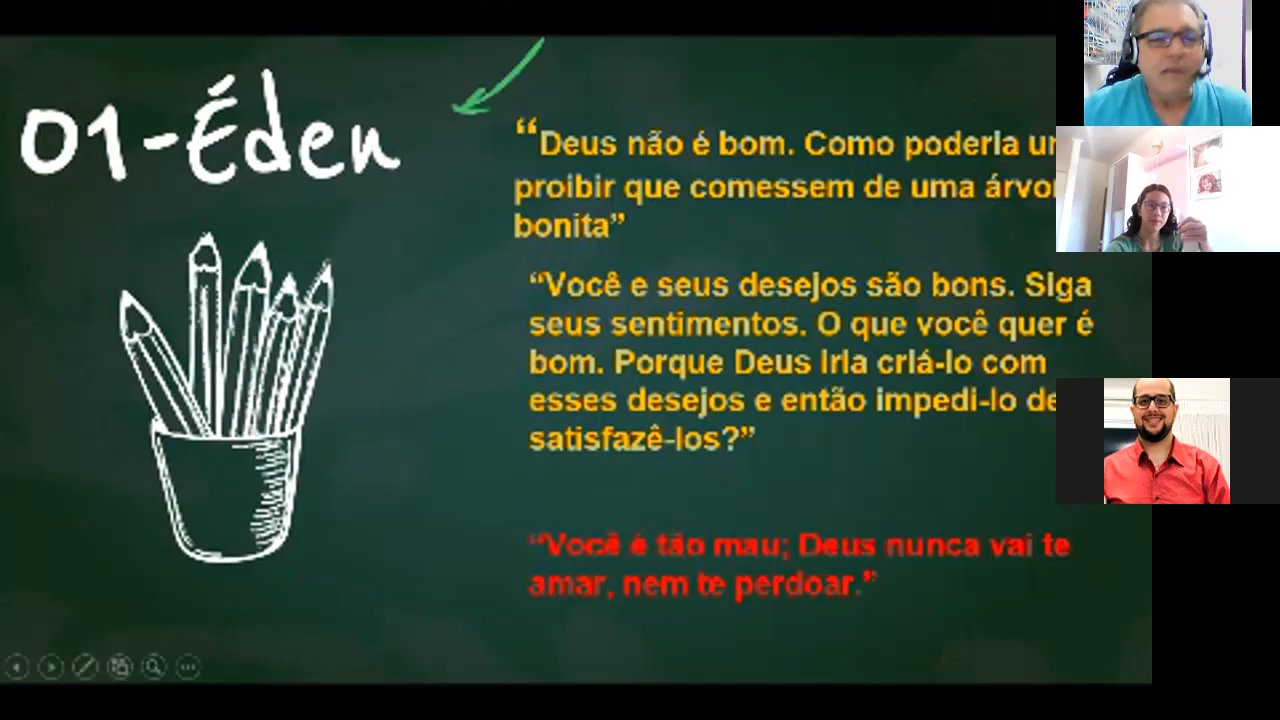 01-Éden
“Deus não é bom. Como poderia
proibir que comessem de uma
bonita”
“Você e seus desejos são bons. Siga
seus sentimentos. O que você quer é
bom. Porque Deus iria criá-lo com
esses desejos e então impedi-lo de
satisfazê-los?”
“Você é tão mau; Deus nunca vai te
amar, nem te perdoar.”